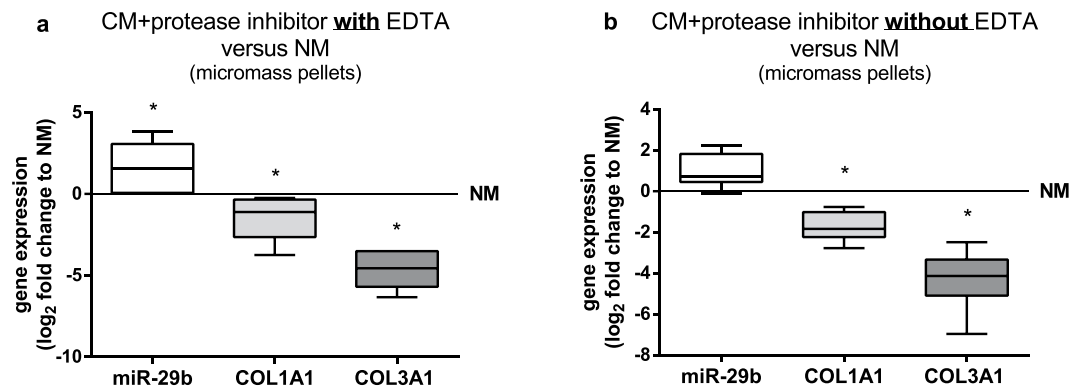 a
CM+protease inhibitor with EDTA
versus NM
(micromass pellets)
gene expression
(log2 fold change to NM)
5
0
-5
-10
*
*
*
NM
miR-29b
COL1A1
COL3A1
b
CM+protease inhibitor without EDTA
versus NM
(micromass pellets)
gene expression
(log2 fold change to NM)
4
2
0
-2
-4
-6
-8
*
*
NM
miR-29b
COL1A1
COL3A1